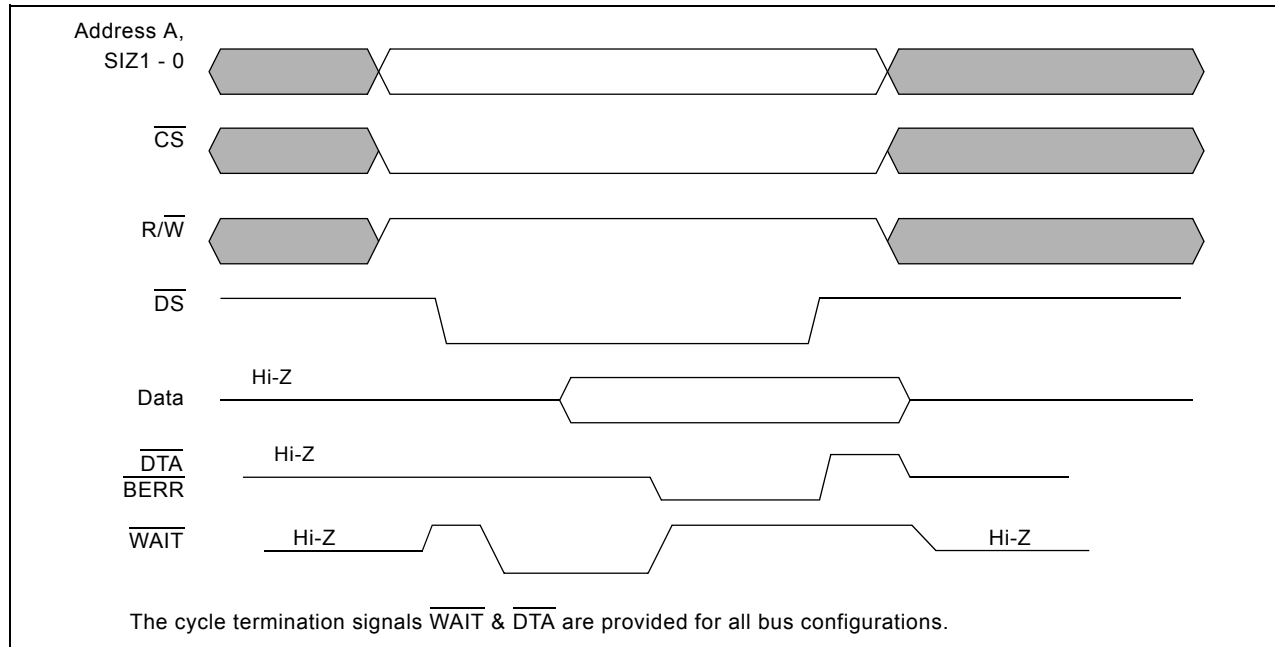 Address A,
SIZ1 - 0
CS
R/W
DS
Hi-Z
Data
Hi-Z
DTA
BERR
WAIT
Hi-Z
Hi-Z
The cycle termination signals WAIT & DTA are provided for all bus configurations.